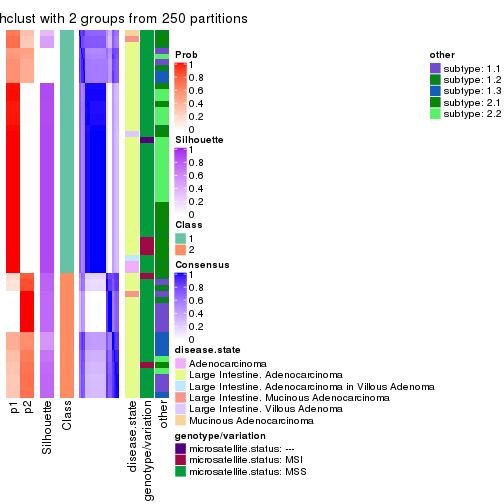 hclust with 2 groups from 250 partitions
Prob
1
0.8
0.6
0.4
0.2
0
Silhouette
1
0.8
0.6
0.4
0.2
0
Class
1
2
Consensus
1
0.8
0.6
0.4
0.2
0
disease.state
Adenocarcinoma
Large Intestine. Adenocarcinoma
Large Intestine. Adenocarcinoma in Villous Adenoma
Large Intestine. Mucinous Adenocarcinoma
Large Intestine. Villous Adenoma
Mucinous Adenocarcinoma
genotype/variation
microsatellite.status: ---
microsatellite.status: MSI
microsatellite.status: MSS
other
subtype: 1.1
subtype: 1.2
subtype: 1.3
subtype: 2.1
subtype: 2.2
p1
p2
Silhouette
Class
disease.state
genotype/variation
other